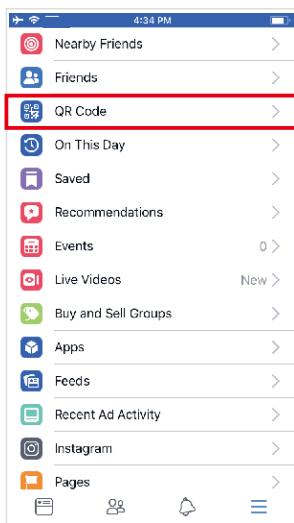 4:34 PM
Nearby Friends
Friends
QR Code
On This Day
Saved
Recommendations
Events 0
Live Videos New
Buy and Sell Groups
Apps
Feeds
Recent Ad Activity
Instagram
Pages